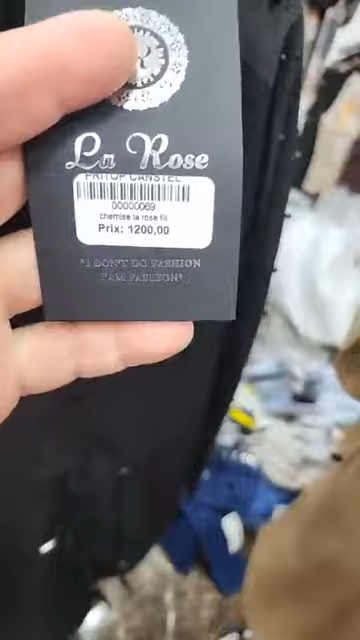 La Rose
PRITOP CANSTEL
00000069
chemise la rose fil
Prix: 1200,00
"I DON'T DO FASHION
I AM FASHION"